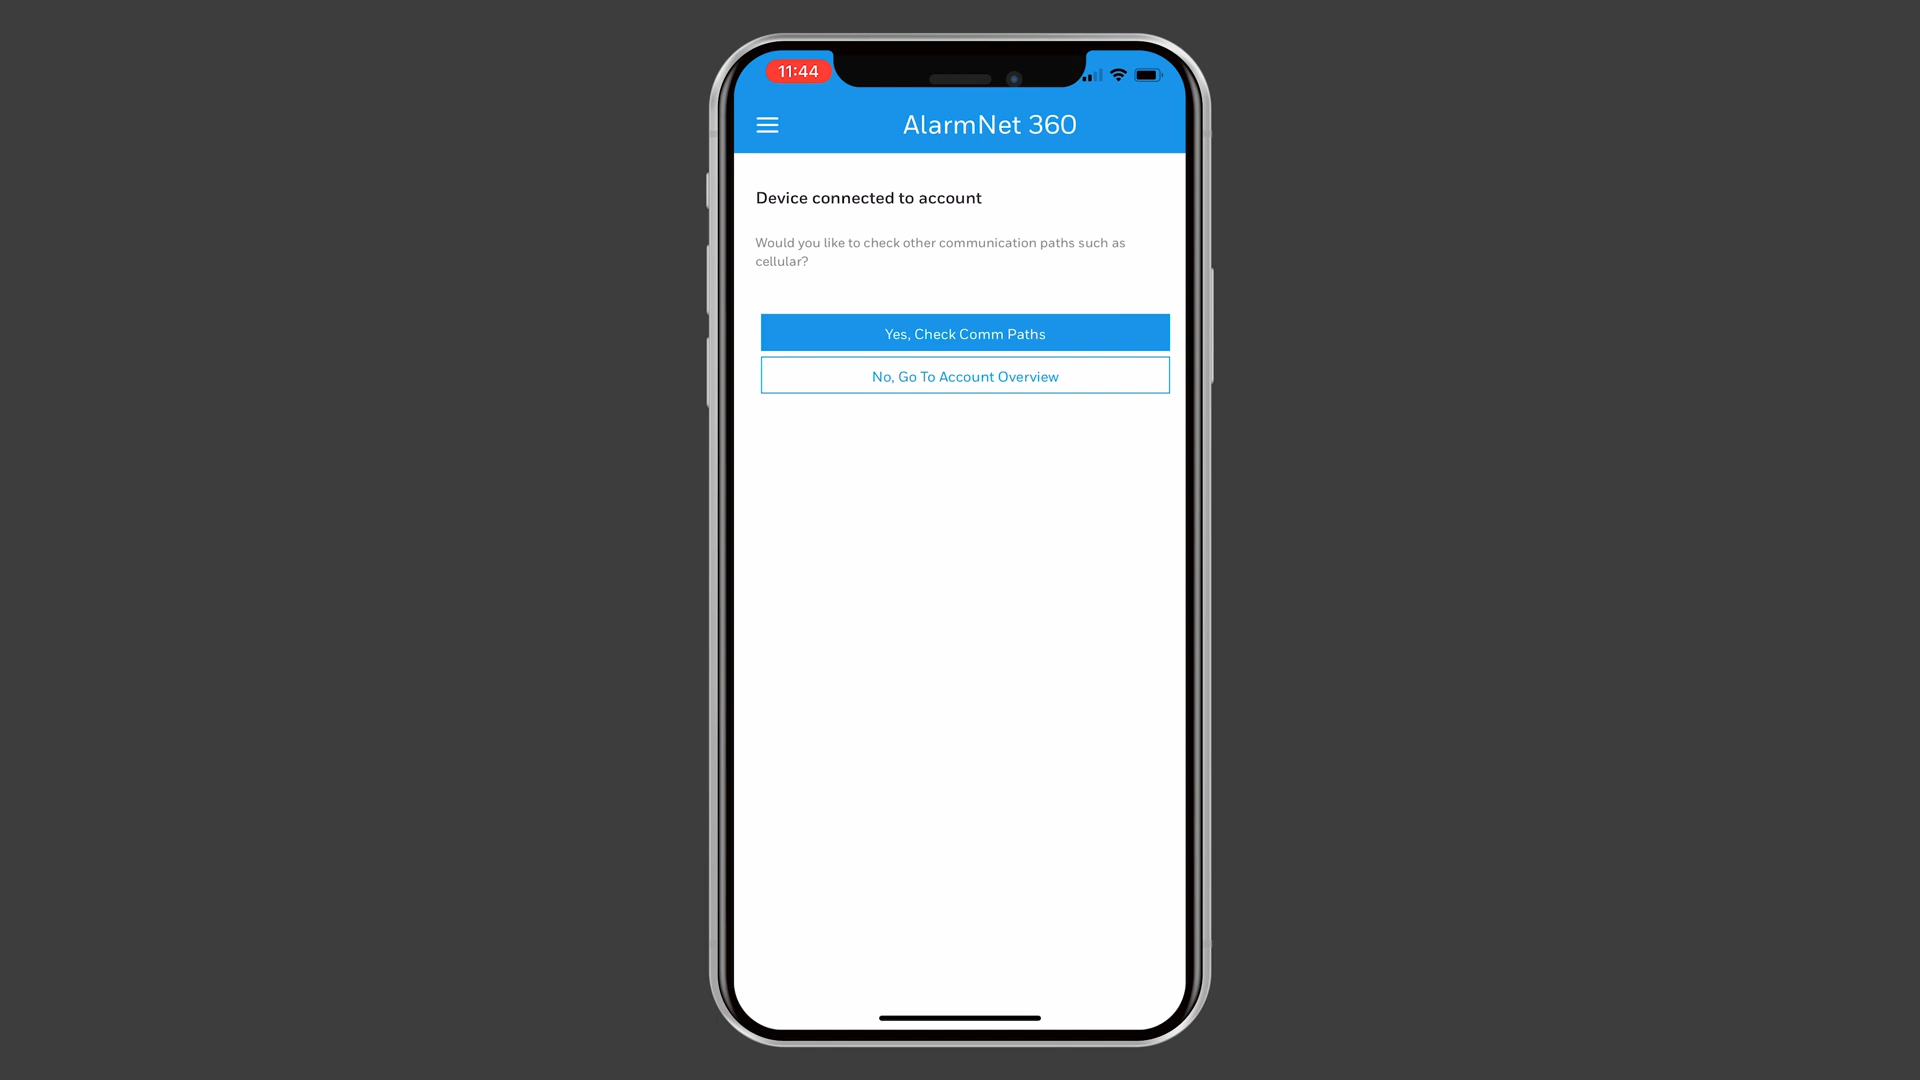 11:44
AlarmNet 360
Device connected to account
Would you like to check other communication paths such as
cellular?
Yes, Check Comm Paths
No, Go To Account Overview